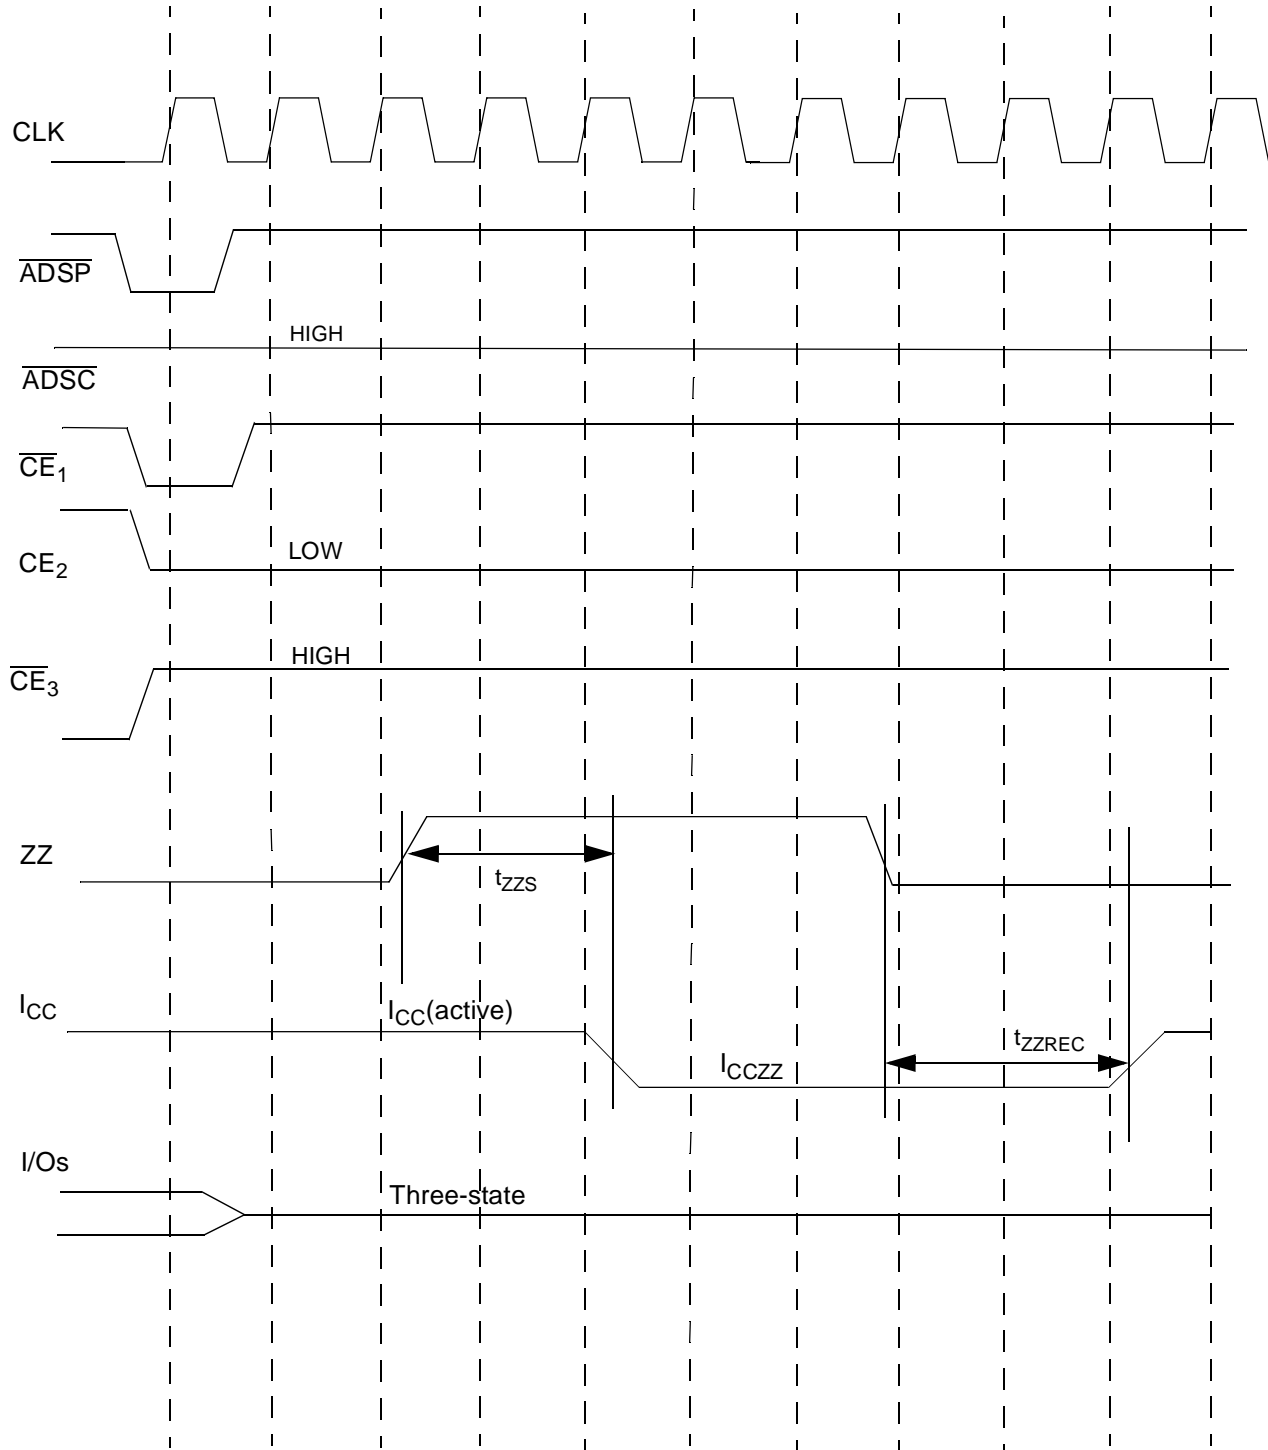 CLK
ADSP
HIGH
ADSC
CE1
LOW
CE2
HIGH
CE3
ZZ
tZZS
ICC
ICC(active)
tZZREC
ICCZZ
I/Os
Three-state